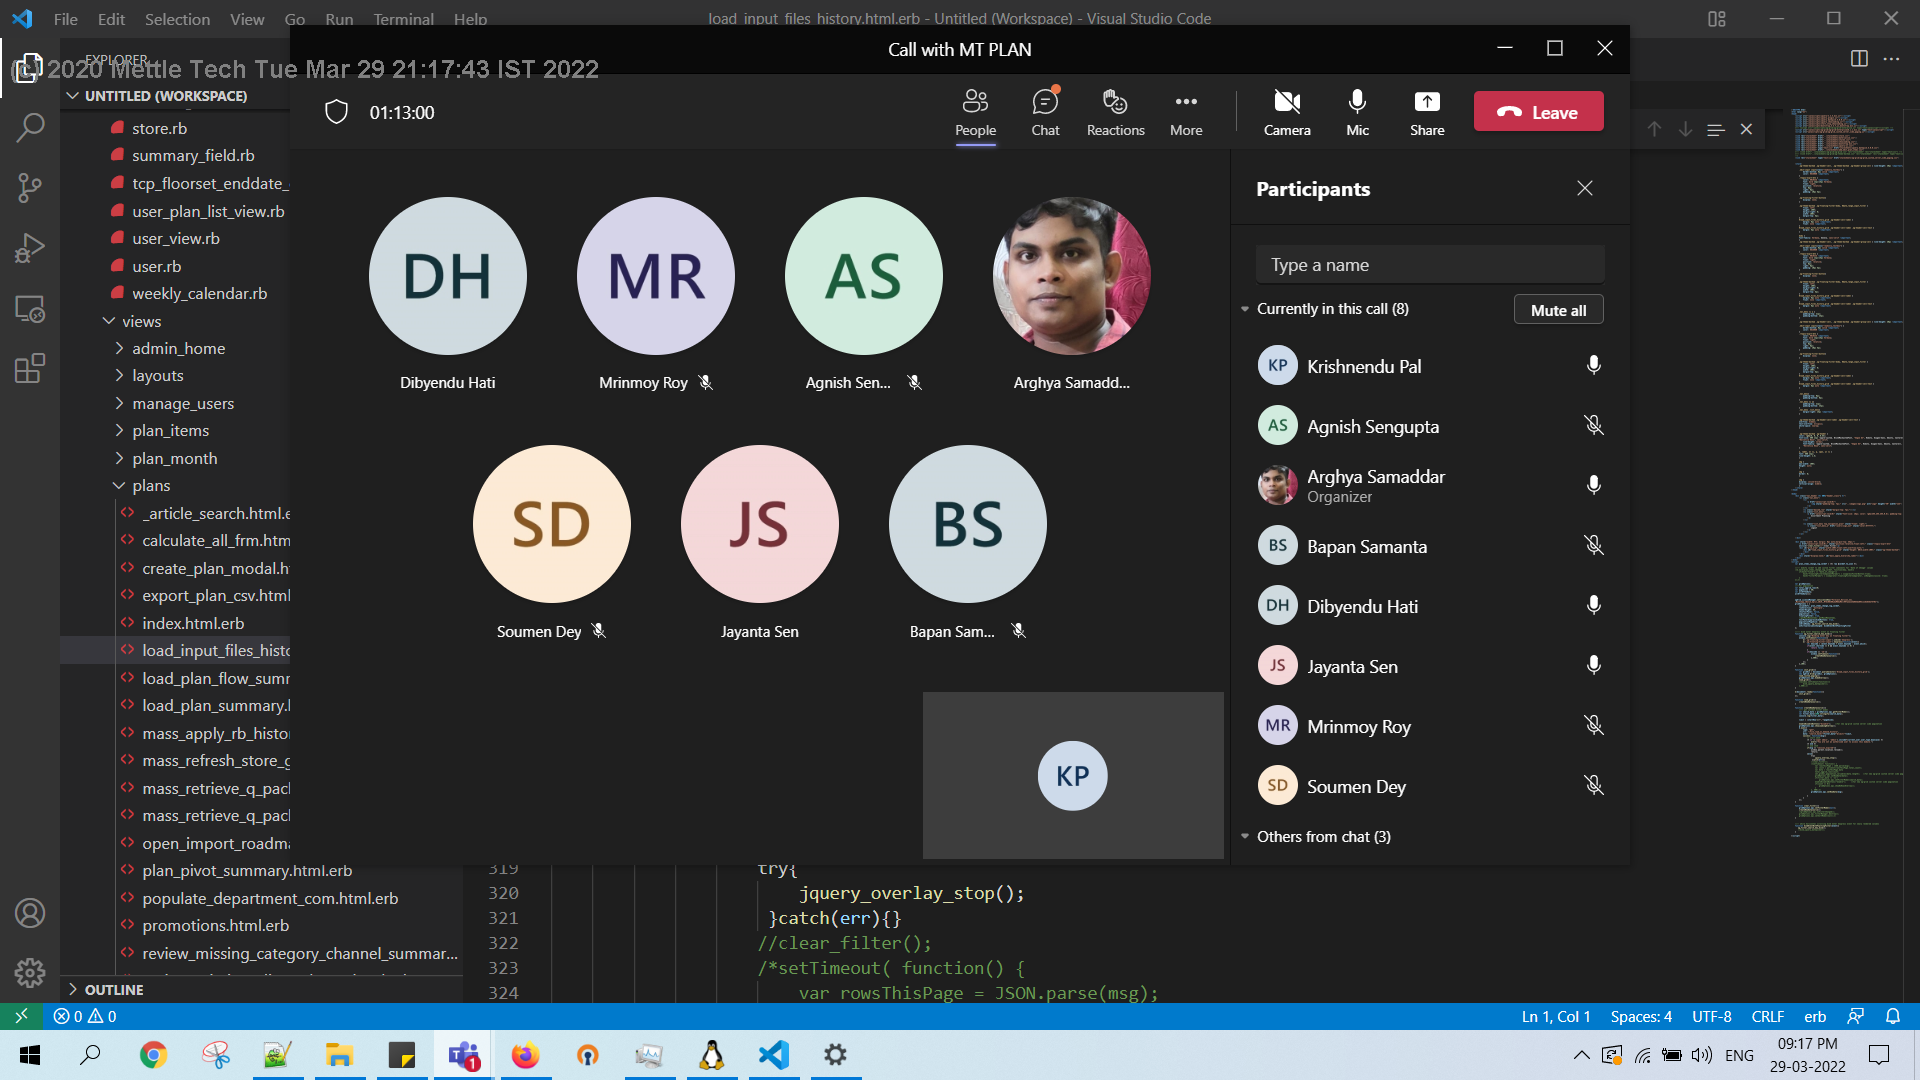 File Edit Selection View Go Run Terminal Help
load_input_files_history.html.erb - Untitled (Workspace) - Visual Studio Code
EXPLORER
(c) 2020 Mettle Tech Tue Mar 29 21:17:43 IST 2022
UNTITLED (WORKSPACE)
store.rb
summary_field.rb
tcp_floorset_enddate_
user_plan_list_view.rb
user_view.rb
user.rb
weekly_calendar.rb
views
admin_home
layouts
manage_users
plan_items
plan_month
plans
_article_search.html.e
calculate_all_frm.htm
create_plan_modal.h
export_plan_csv.html
index.html.erb
load_input_files_histo
load_plan_flow_sumr
load_plan_summary.
mass_apply_rb_histor
mass_refresh_store_g
mass_retrieve_q_pacl
mass_retrieve_q_pacl
open_import_roadma
plan_pivot_summary.html.erb
populate_department_com.html.erb
promotions.html.erb
review_missing_category_channel_summar...
OUTLINE
Call with MT PLAN
01:13:00
People
Chat
Reactions
More
Camera
Mic
Share
Leave
DH
Dibyendu Hati
MR
Mrinmoy Roy
AS
Agnish Sen...
Arghya Samadd...
SD
Soumen Dey
JS
Jayanta Sen
BS
Bapan Sam...
KP
Participants
Type a name
Currently in this call (8)
Mute all
KP Krishnendu Pal
AS Agnish Sengupta
Arghya Samaddar
Organizer
BS Bapan Samanta
DH Dibyendu Hati
JS Jayanta Sen
MR Mrinmoy Roy
SD Soumen Dey
Others from chat (3)
319 try{
320 jquery_overlay_stop();
321 }catch(err){}
322 //clear_filter();
323 /*setTimeout( function() {
324 var rowsThisPage = JSON.parse(msg);
0 0
Ln 1, Col 1 Spaces: 4 UTF-8 CRLF erb
1
ENG
09:17 PM
29-03-2022